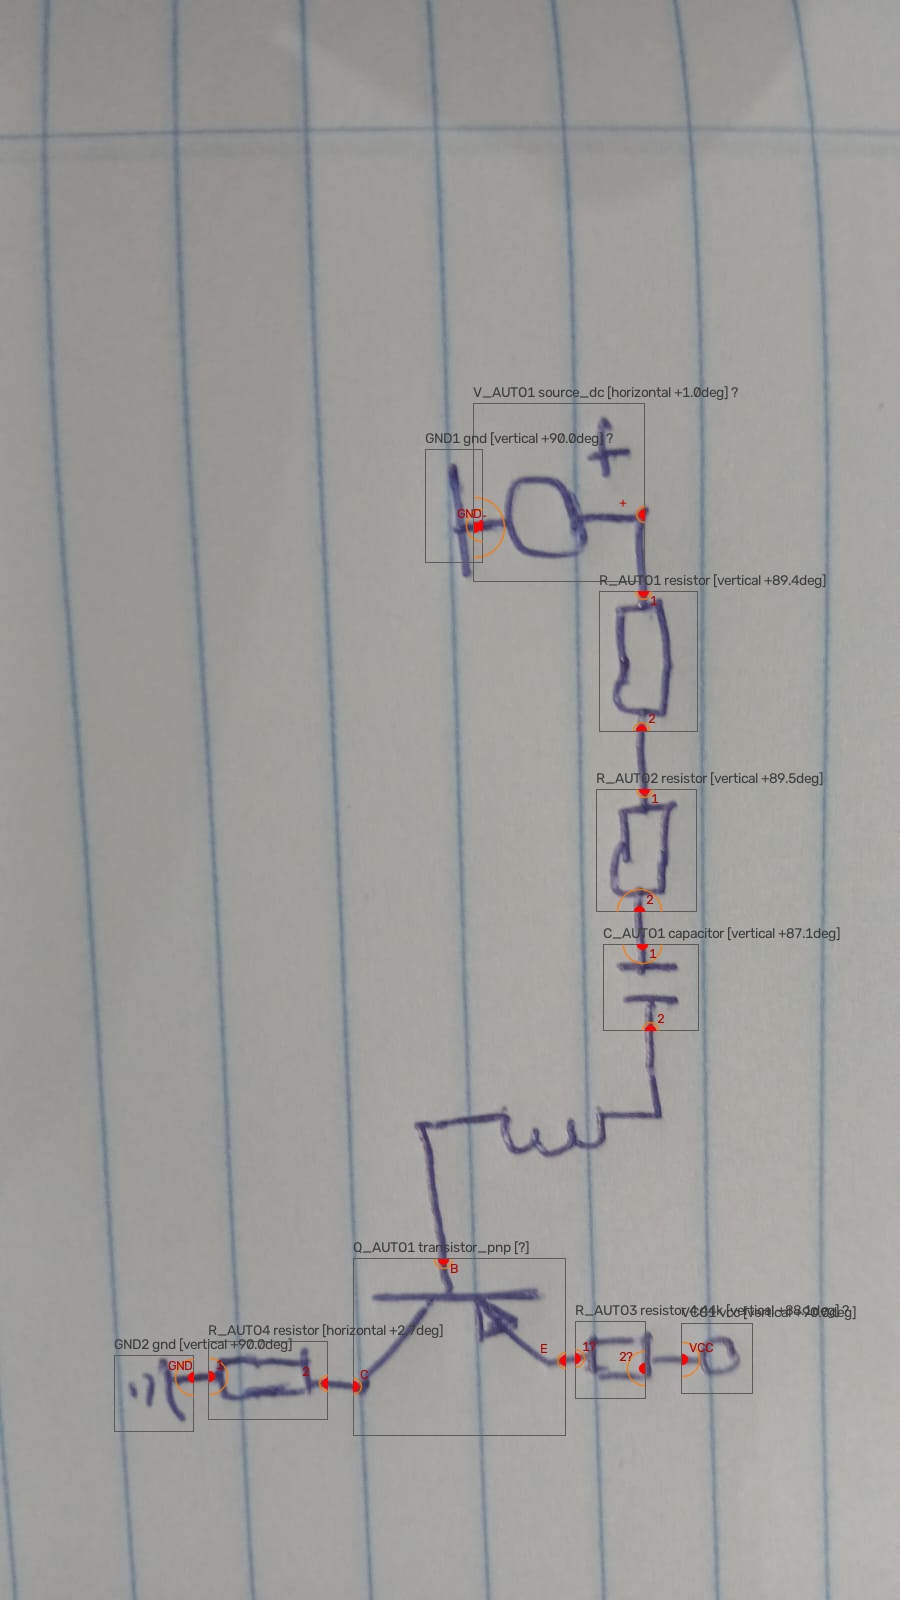 V_AUTO1 source_dc [horizontal +1.0deg] ?
+
GND1 gnd [vertical +90.0deg] ?
+
GND -
R_AUTO1 resistor [vertical +89.4deg]
1
2
R_AUTO2 resistor [vertical +89.5deg]
1
2
C_AUTO1 capacitor [vertical +87.1deg]
1
2
Q_AUTO1 transistor_pnp [?]
B
R_AUTO3 resistor
GND2 gnd [vertical +90.0deg]
R_AUTO4 resistor [horizontal +2.7deg]
E 1? 2? VCC
GND 1 2 C